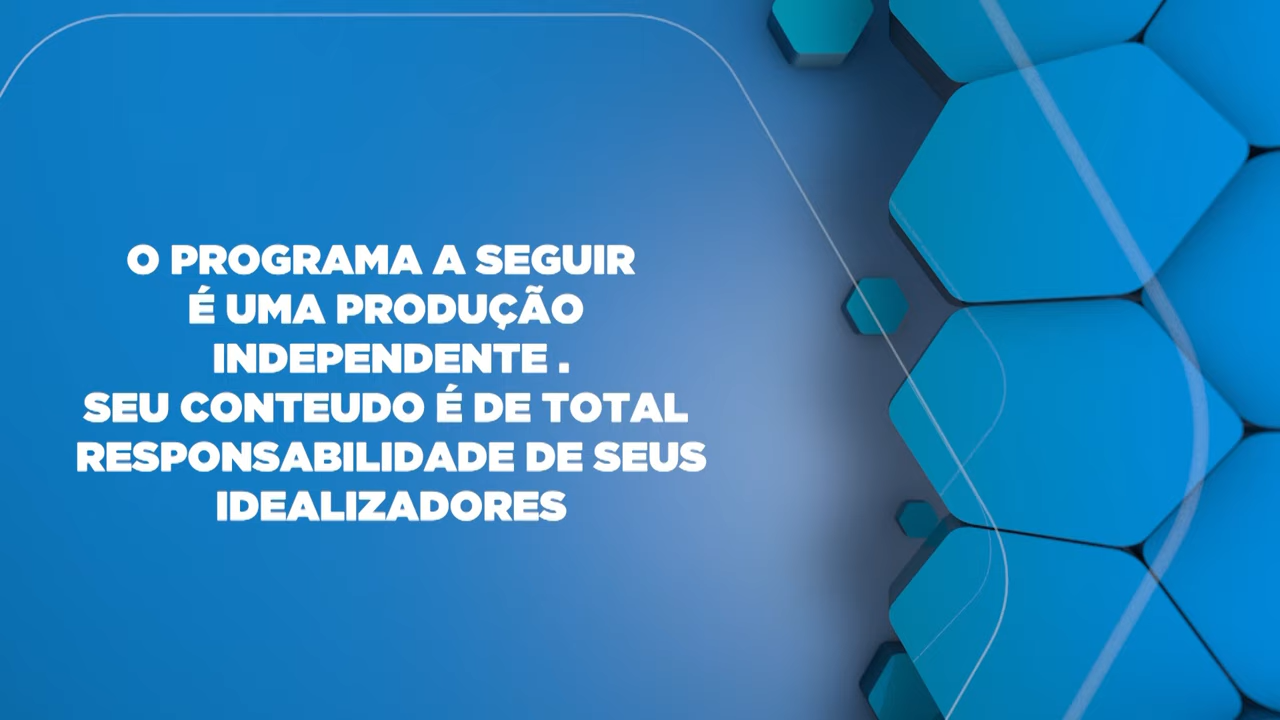 O PROGRAMA A SEGUIR
É UMA PRODUÇÃO
INDEPENDENTE .
SEU CONTEUDO É DE TOTAL
RESPONSABILIDADE DE SEUS
IDEALIZADORES